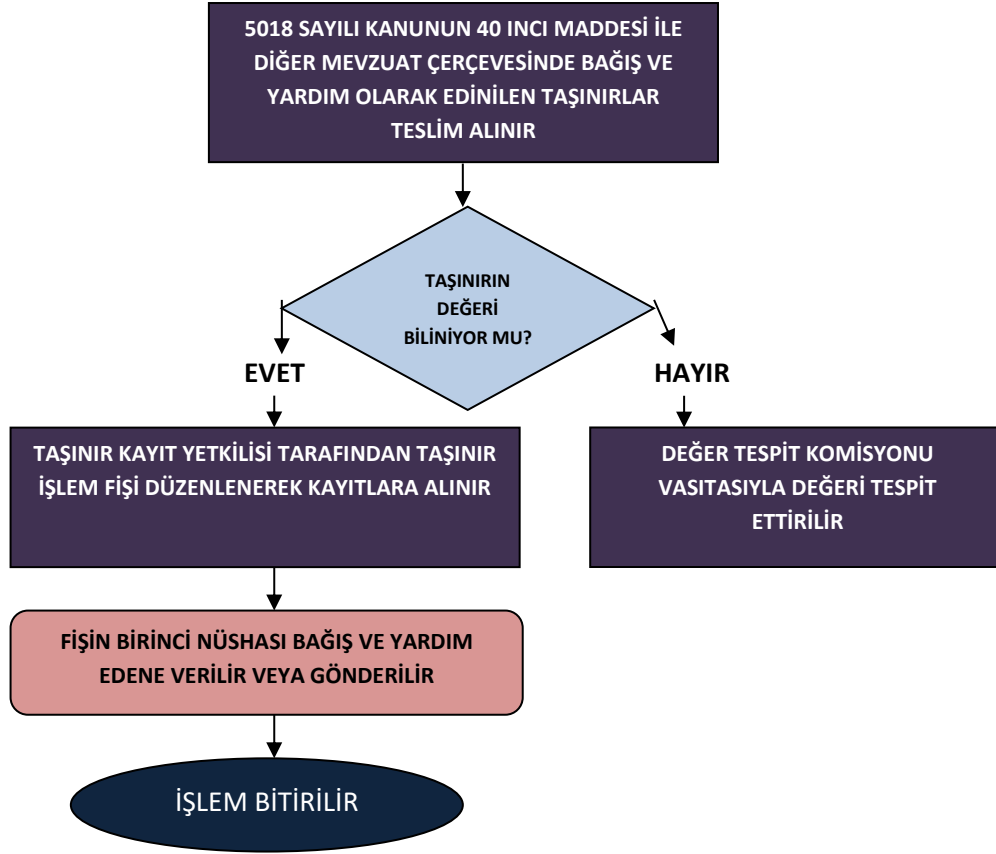 5018 SAYILI KANUNUN 40 INCI MADDESİ İLE
DİĞER MEVZUAT ÇERÇEVESİNDE BAĞIŞ VE
YARDIM OLARAK EDİNİLEN TAŞINIRLAR
TESLİM ALINIR
TAŞINIRIN
DEĞERİ
BİLİNİYOR MU?
EVET
HAYIR
TAŞINIR KAYIT YETKİLİSİ TARAFINDAN TAŞINIR
İŞLEM FİŞİ DÜZENLENEREK KAYITLARA ALINIR
DEĞER TESPİT KOMİSYONU
VASITASIYLA DEĞERİ TESPİT
ETTİRİLİR
FİŞİN BİRİNCİ NÜSHASI BAĞIŞ VE YARDIM
EDENE VERİLİR VEYA GÖNDERİLİR
İŞLEM BİTİRİLİR